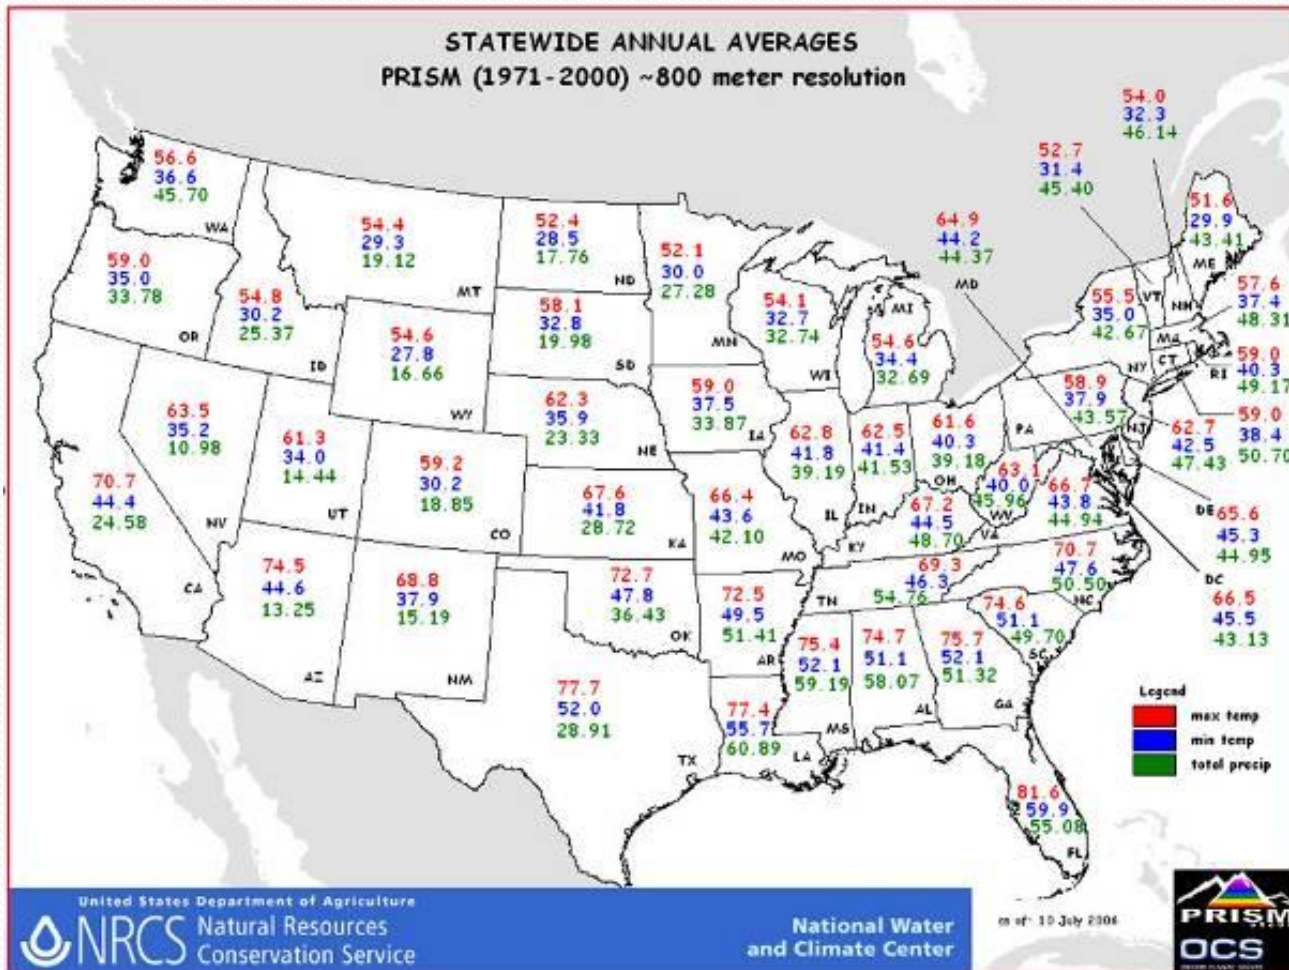 STATEWIDE ANNUAL AVERAGES
PRISM (1971-2000) ~800 meter resolution
54.0
32.3
46.14
52.7
31.4
45.40
64.9
44.2
44.37
MD
56.6
36.6
45.70
WA
54.4
29.3
19.12
MT
52.4
28.5
17.76
ND
52.1
30.0
27.28
MN
51.6
29.9
43.41
ME
59.0
35.0
33.78
OR
54.8
30.2
25.37
ID
54.6
27.8
16.66
WY
58.1
32.8
19.98
SD
54.1
32.7
32.74
WI
MI
54.6
34.4
32.69
55.5
35.0
42.67
NY
VT
NH
57.6
37.4
48.31
MA
CT
RI
59.0
40.3
49.17
59.0
38.4
50.70
63.5
35.2
10.98
NV
61.3
34.0
14.44
UT
59.2
30.2
18.85
CO
62.3
35.9
23.33
NE
59.0
37.5
33.87
IA
62.8
41.8
39.19
IL
62.5
41.4
41.53
IN
61.6
40.3
39.18
OH
58.9
37.9
43.57
PA
NJ
62.7
42.5
47.43
70.7
44.4
24.58
CA
67.6
41.8
28.72
KA
66.4
43.6
42.10
MO
67.2
44.5
48.70
KY
63.1
40.0
45.96
WV
66.7
43.8
44.94
VA
DE
65.6
45.3
44.95
DC
66.5
45.5
43.13
74.5
44.6
13.25
AZ
68.8
37.9
15.19
NM
72.7
47.8
36.43
OK
72.5
49.5
51.41
AR
69.3
46.3
54.76
TN
70.7
47.6
50.50
NC
74.6
51.1
49.70
SC
77.7
52.0
28.91
TX
77.4
55.7
60.89
LA
75.4
52.1
59.19
MS
74.7
51.1
58.07
AL
75.7
52.1
51.32
GA
81.6
59.9
55.08
FL
Legend
max temp
min temp
total precip
United States Department of Agriculture
NRCS
Natural Resources
Conservation Service
National Water
and Climate Center
as of: 10 July 2006
PRISM
OCS